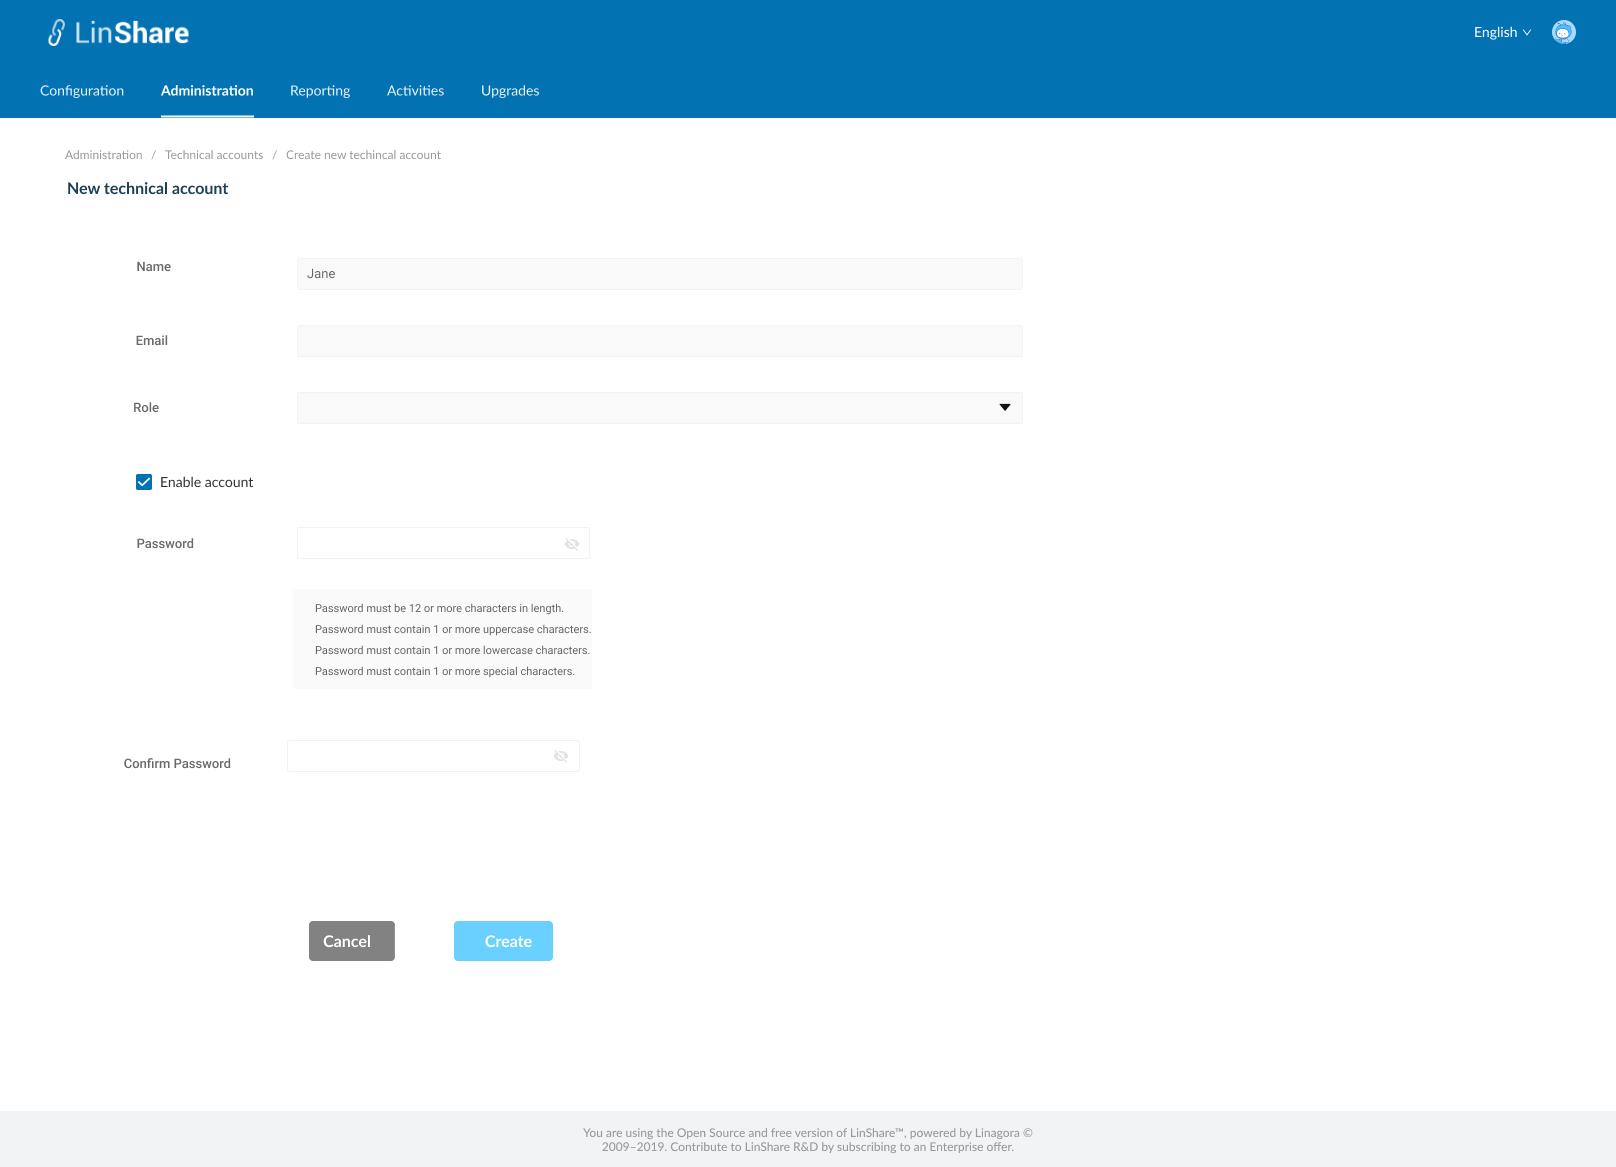 LinShare
English
Configuration
Administration
Reporting
Activities
Upgrades
Administration / Technical accounts / Create new techincal account
New technical account
Name
Jane
Email
Role
Enable account
Password
Password must be 12 or more characters in length.
Password must contain 1 or more uppercase characters.
Password must contain 1 or more lowercase characters.
Password must contain 1 or more special characters.
Confirm Password
Cancel
Create
You are using the Open Source and free version of LinShare™, powered by Linagora ©
2009–2019. Contribute to LinShare R&D by subscribing to an Enterprise offer.